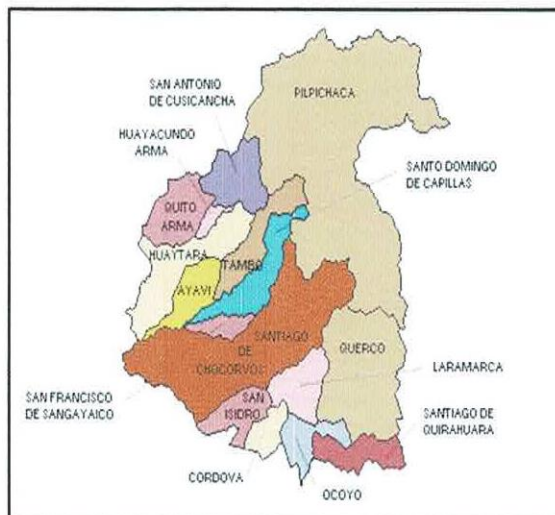 SAN ANTONIO
DE CUSICANCHA
PILPICHACA
HUAYACUNDO
ARMA
SANTO DOMINGO
DE CAPILLAS
QUITO
ARMA
HUAYTARA
TAMBO
AYAVI
SANTIAGO
DE
CHOCORVOS
QUERCO
LARAMARCA
SAN FRANCISCO
DE SANGAYAICO
SAN
ISIDRO
SANTIAGO DE
QUIRAHUARA
CORDOVA
OCOYO